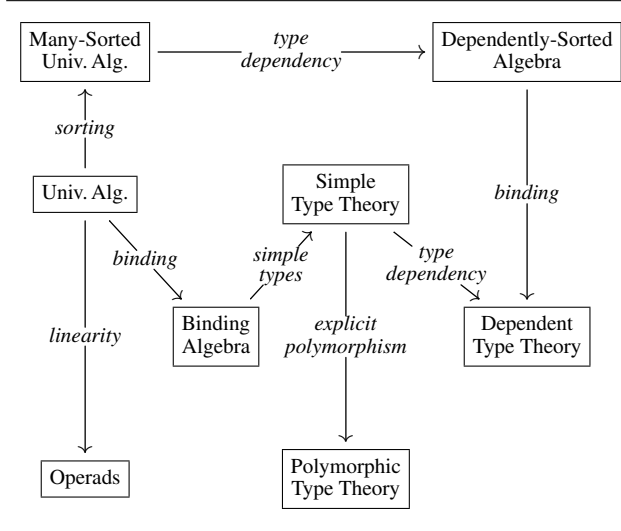 Many-Sorted
Univ. Alg.
type
dependency
Dependently-Sorted
Algebra
sorting
binding
Univ. Alg.
Simple
Type Theory
binding
simple
types
type
dependency
linearity
Binding
Algebra
explicit
polymorphism
Dependent
Type Theory
Operads
Polymorphic
Type Theory